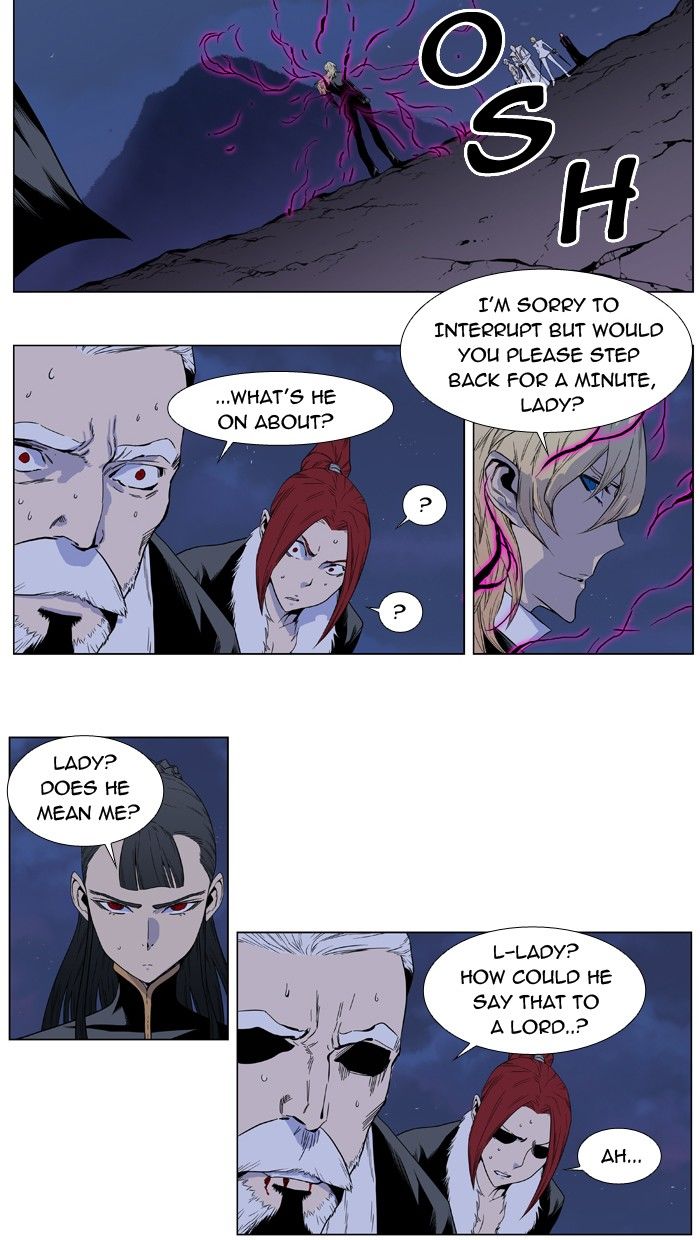 OSH
I'M SORRY TO
INTERRUPT BUT WOULD
YOU PLEASE STEP
BACK FOR A MINUTE,
LADY?
...WHAT'S HE
ON ABOUT?
?
?
LADY?
DOES HE
MEAN ME?
L-LADY?
HOW COULD HE
SAY THAT TO
A LORD..?
AH...